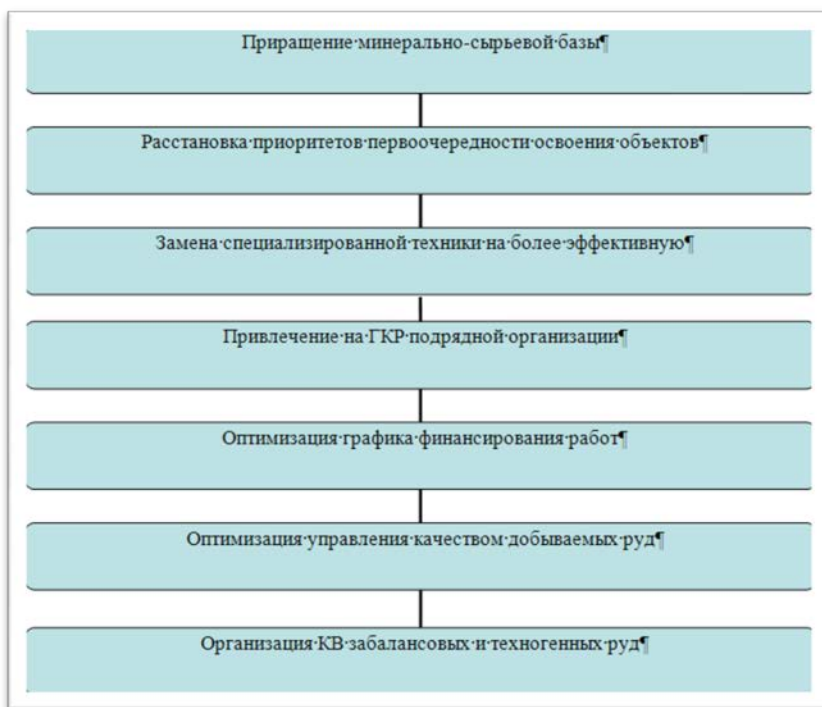 Приращение·минерально-сырьевой·базы¶
Расстановка·приоритетов·первоочередности·освоения·объектов¶
Замена·специализированной·техники·на·более·эффективную¶
Привлечение·на·ГКР·подрядной·организации¶
Оптимизация·графика·финансирования·работ¶
Оптимизация·управления·качеством·добываемых·руд¶
Организация·КВ·забалансовых·и·техногенных·руд¶